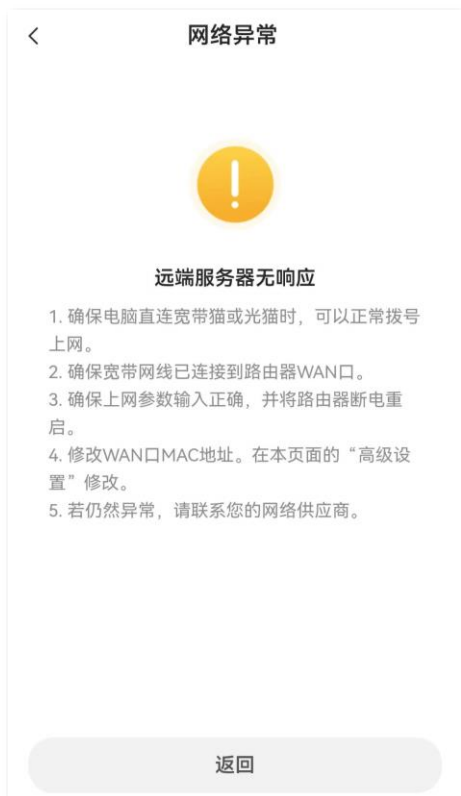 网络异常
远端服务器无响应
1. 确保电脑直连宽带猫或光猫时，可以正常拨号
上网。
2. 确保宽带网线已连接到路由器WAN口。
3. 确保上网参数输入正确，并将路由器断电重
启。
4. 修改WAN口MAC地址。在本页面的“高级设
置”修改。
5. 若仍然异常，请联系您的网络供应商。
返回